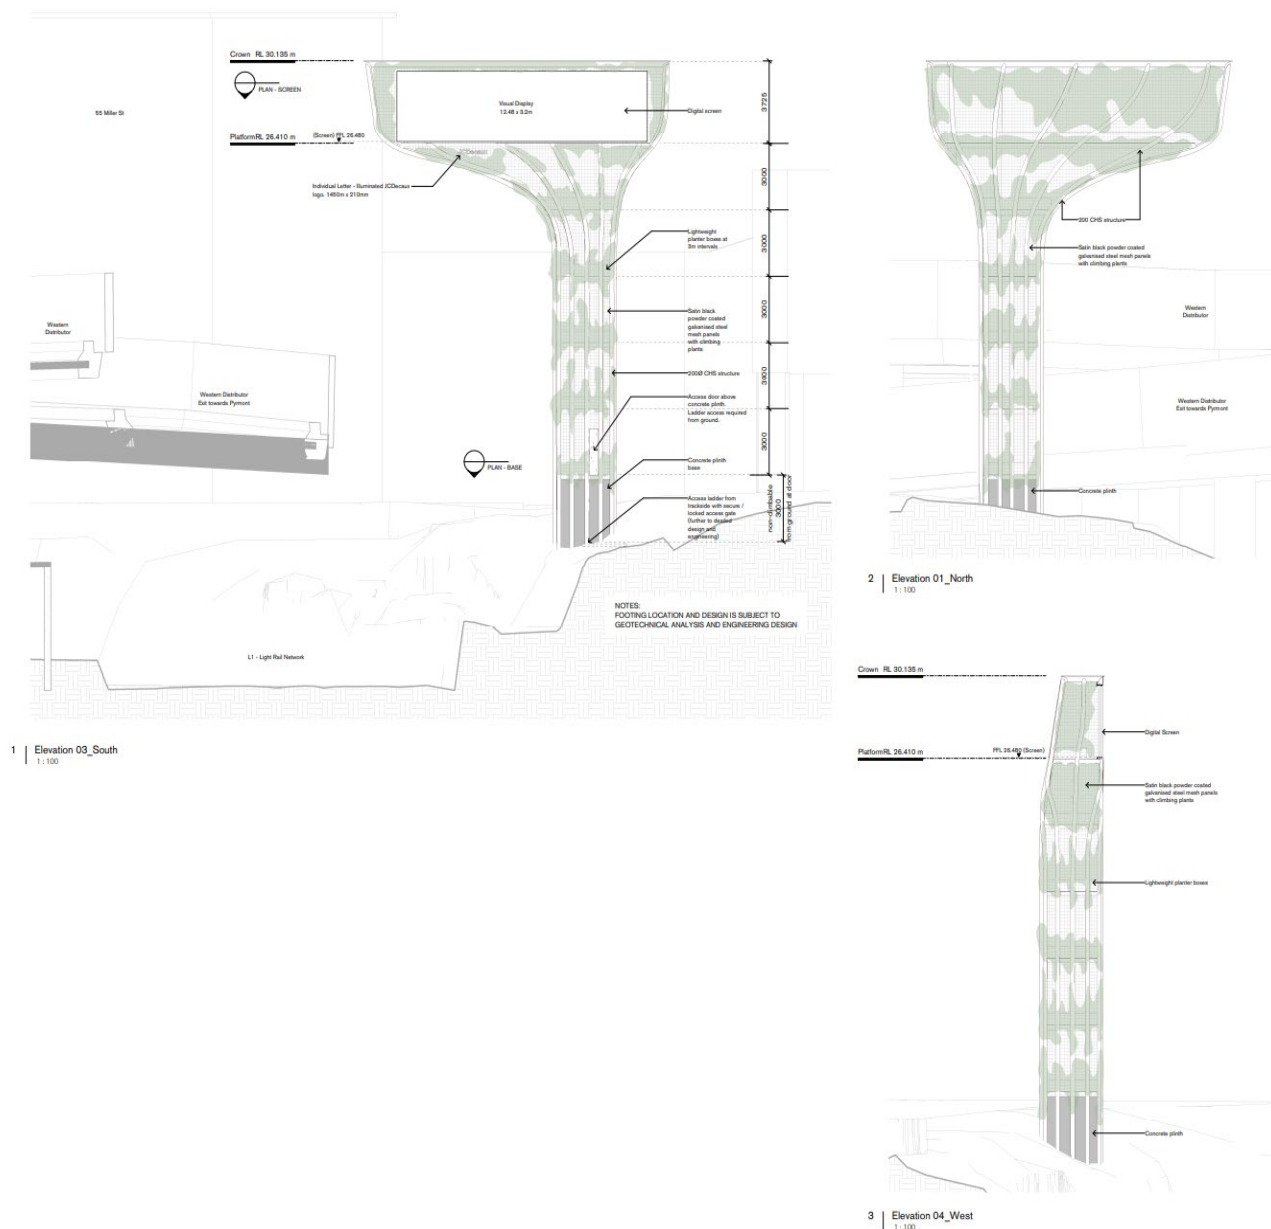 Crown RL 30.135 m
PLAN - SCREEN
55 Miller St
Visual Display
12.48 x 3.2m
Digital screen
3725
PlatformRL 26.410 m
(Screen) FFL 26.480
JCDecaux
Individual Letter - Illuminated JCDecaux
logo. 1450m x 210mm
3000
Lightweight
planter boxes at
3m intervals
3000
Satin black
powder coated
galvanised steel
mesh panels
with climbing
plants
3000
Western
Distributor
200Ø CHS structure
3000
Western Distributor
Exit towards Pyrmont
Access door above
concrete plinth.
Ladder access required
from ground.
3000
PLAN - BASE
Concrete plinth
base
Access ladder from
trackside with secure /
locked access gate
(further to detailed
design and
engineering)
non-climbable
3000
from ground at door
NOTES:
FOOTING LOCATION AND DESIGN IS SUBJECT TO
GEOTECHNICAL ANALYSIS AND ENGINEERING DESIGN
L1 - Light Rail Network
1 Elevation 03_South
1 : 100
200 CHS structure
Satin black powder coated
galvanised steel mesh panels
with climbing plants
Western
Distributor
Western Distributor
Exit towards Pyrmont
Concrete plinth
2 Elevation 01_North
1 : 100
Crown RL 30.135 m
Digital Screen
PlatformRL 26.410 m
FFL 26.480 (Screen)
Satin black powder coated
galvanised steel mesh panels
with climbing plants
Lightweight planter boxes
Concrete plinth
3 Elevation 04_West
1 : 100